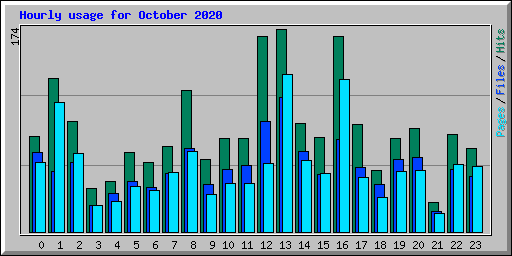 Hourly usage for October 2020
174
Pages/Files/Hits
0 1 2 3 4 5 6 7 8 9 10 11 12 13 14 15 16 17 18 19 20 21 22 23